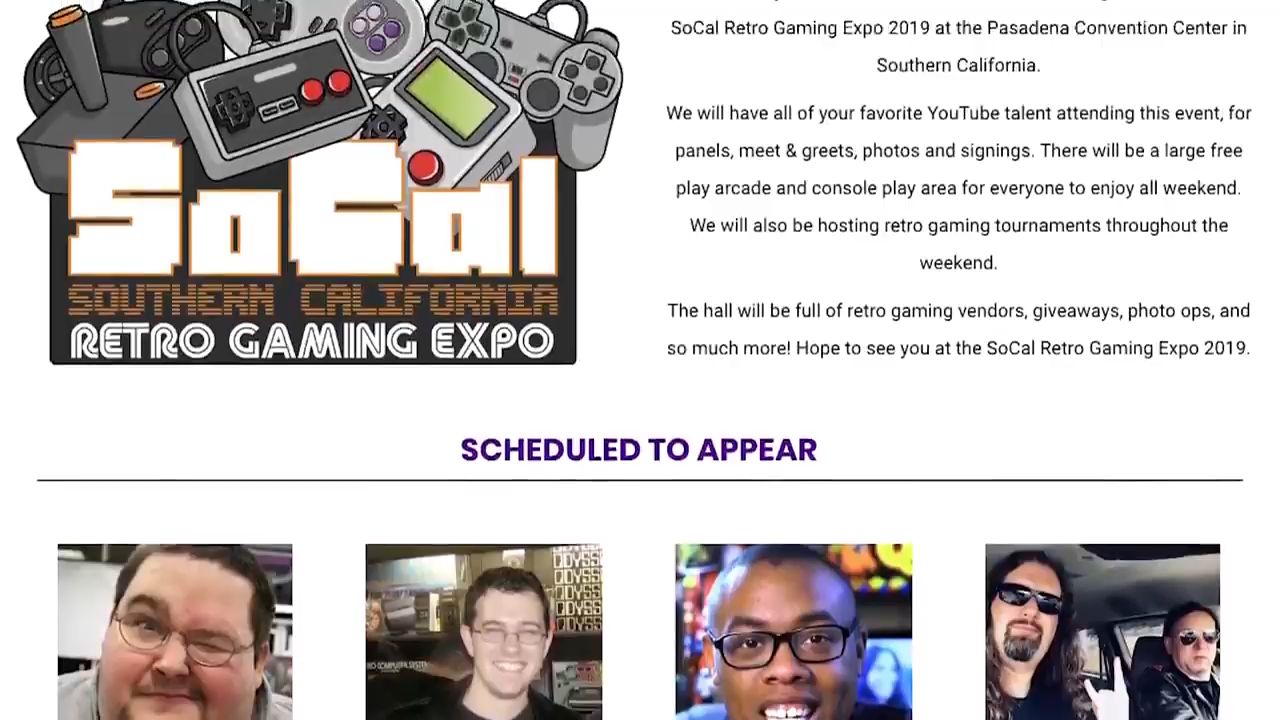 SoCal Retro Gaming Expo 2019 at the Pasadena Convention Center in
Southern California.
We will have all of your favorite YouTube talent attending this event, for
panels, meet & greets, photos and signings. There will be a large free
play arcade and console play area for everyone to enjoy all weekend.
We will also be hosting retro gaming tournaments throughout the
weekend.
The hall will be full of retro gaming vendors, giveaways, photo ops, and
so much more! Hope to see you at the SoCal Retro Gaming Expo 2019.
SoCal
SOUTHERN CALIFORNIA
RETRO GAMING EXPO
SCHEDULED TO APPEAR